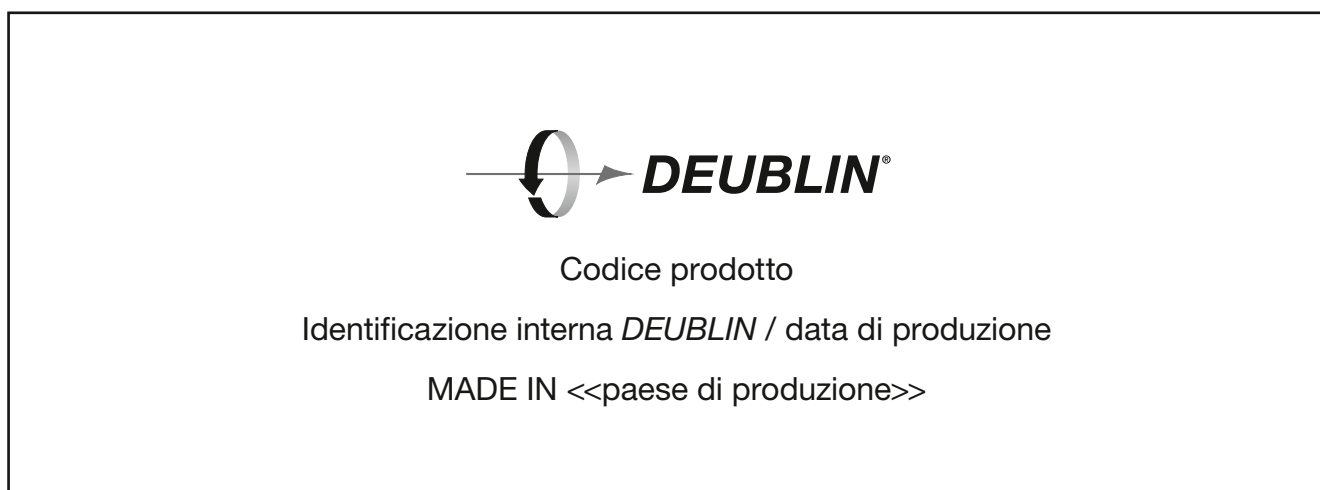 DEUBLIN®
Codice prodotto
Identificazione interna DEUBLIN / data di produzione
MADE IN <<paese di produzione>>